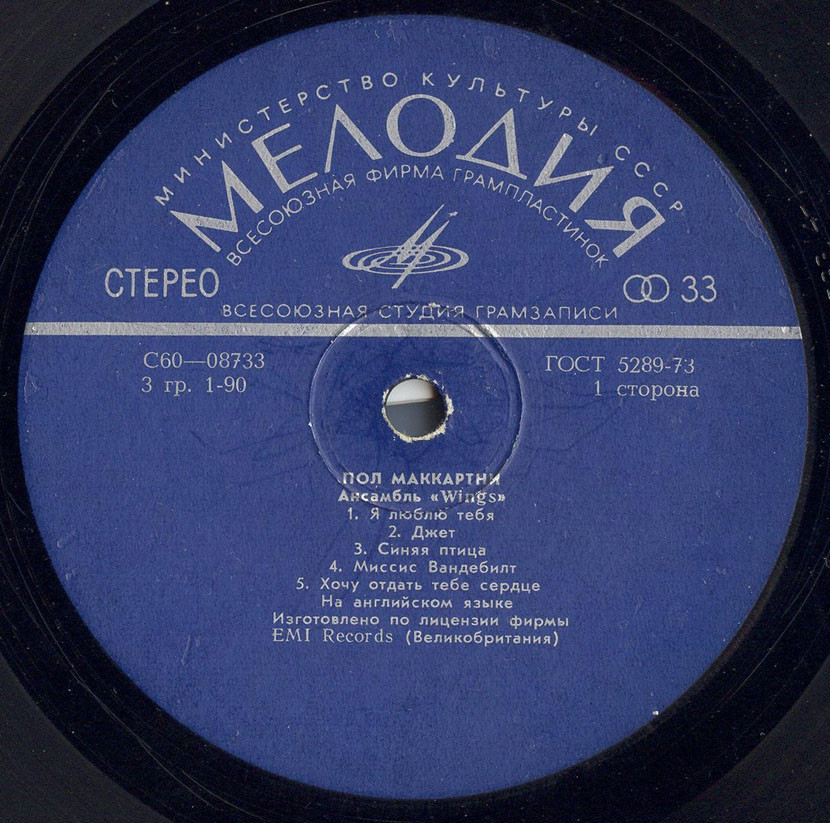 МИНИСТЕРСТВО КУЛЬТУРЫ СССР
МЕЛОДИЯ
ВСЕСОЮЗНАЯ ФИРМА ГРАМПЛАСТИНОК
СТЕРЕО
33
ВСЕСОЮЗНАЯ СТУДИЯ ГРАМЗАПИСИ
С60—08733
ГОСТ 5289-73
3 гр. 1-90
1 сторона
ПОЛ МАККАРТНИ
Ансамбль «Wings»
1. Я люблю тебя
2. Джет
3. Синяя птица
4. Миссис Вандебилт
5. Хочу отдать тебе сердце
На английском языке
Изготовлено по лицензии фирмы
EMI Records (Великобритания)